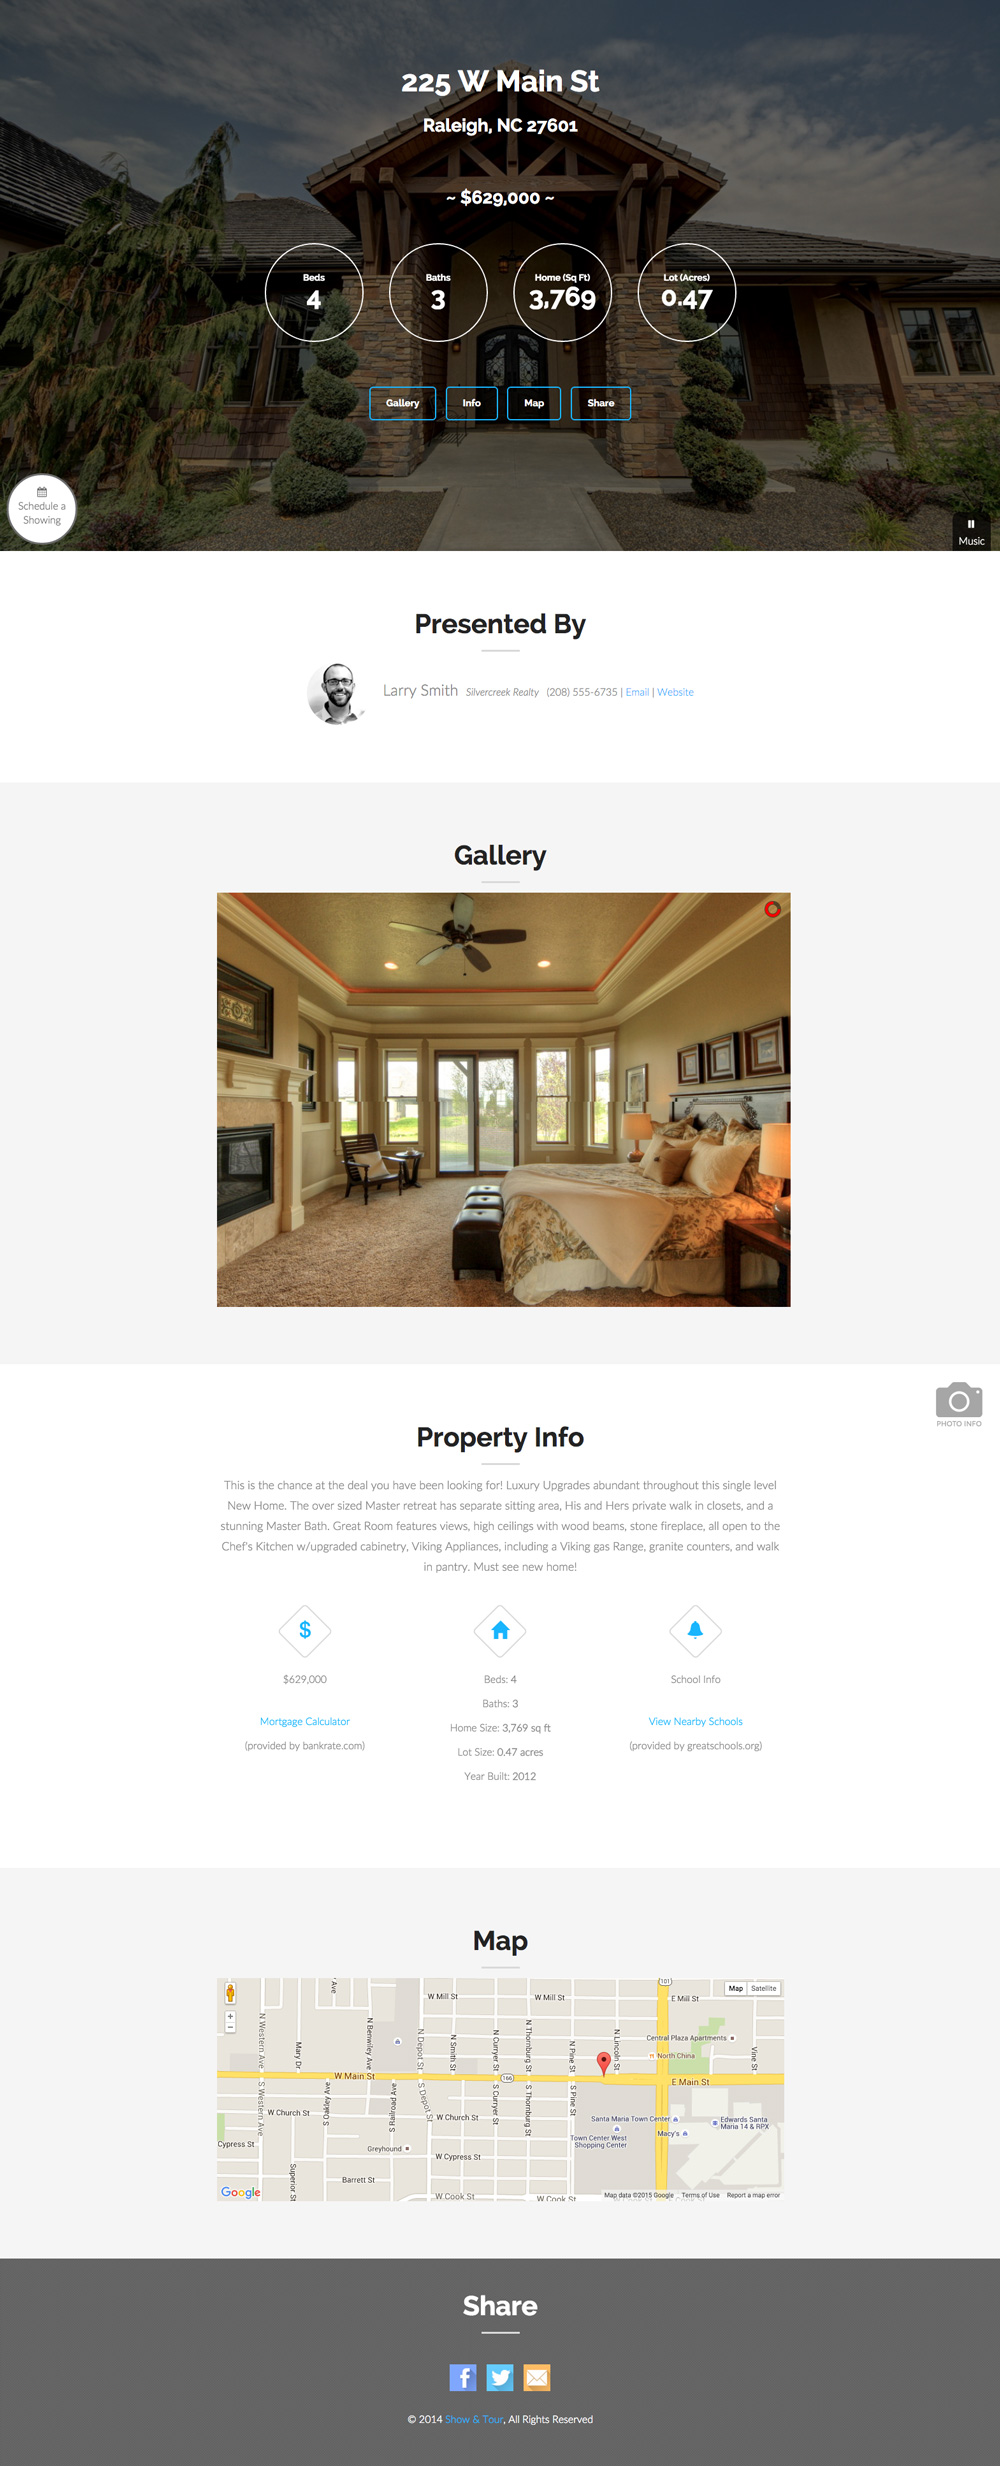 225 W Main St
Raleigh, NC 27601
~ $629,000 ~
Beds
4
Baths
3
Home (Sq Ft)
3,769
Lot (Acres)
0.47
Gallery
Info
Map
Share
Schedule a
Showing
Music
Presented By
Larry Smith Silvercreek Realty (208) 555-6735 | Email | Website
Gallery
PHOTO INFO
Property Info
This is the chance at the deal you have been looking for! Luxury Upgrades abundant throughout this single level
New Home. The over sized Master retreat has separate sitting area, His and Hers private walk in closets, and a
stunning Master Bath. Great Room features views, high ceilings with wood beams, stone fireplace, all open to the
Chef's Kitchen w/upgraded cabinetry, Viking Appliances, including a Viking gas Range, granite counters, and walk
in pantry. Must see new home!
$
$629,000
Mortgage Calculator
(provided by bankrate.com)
Beds: 4
Baths: 3
Home Size: 3,769 sq ft
Lot Size: 0.47 acres
Year Built: 2012
School Info
View Nearby Schools
(provided by greatschools.org)
Map
Map
Satellite
101
W Mill St
W Mill St
E Mill St
N Western Ave
Mary Dr
Ave
N Benwiley Ave
N Depot St
N Smith St
N Curryer St
N Thornburg St
N Pine St
N Lincoln St
Central Plaza Apartments
North China
Vine St
W Main St
166
E Main St
S Western Ave
S Oakley Ave
S Railroad Ave
S Depot St
S Curryer St
S Thornburg St
S Pine St
W Church St
W Church St
Santa Maria Town Center
Edwards Santa
Maria 14 & RPX
Macy's
Town Center West
Shopping Center
Cypress St
Greyhound
W Cypress St
Superior St
Barrett St
W Cook St
W Cook St
Google
Map data ©2015 Google
Terms of Use
Report a map error
Share
© 2014 Show & Tour, All Rights Reserved